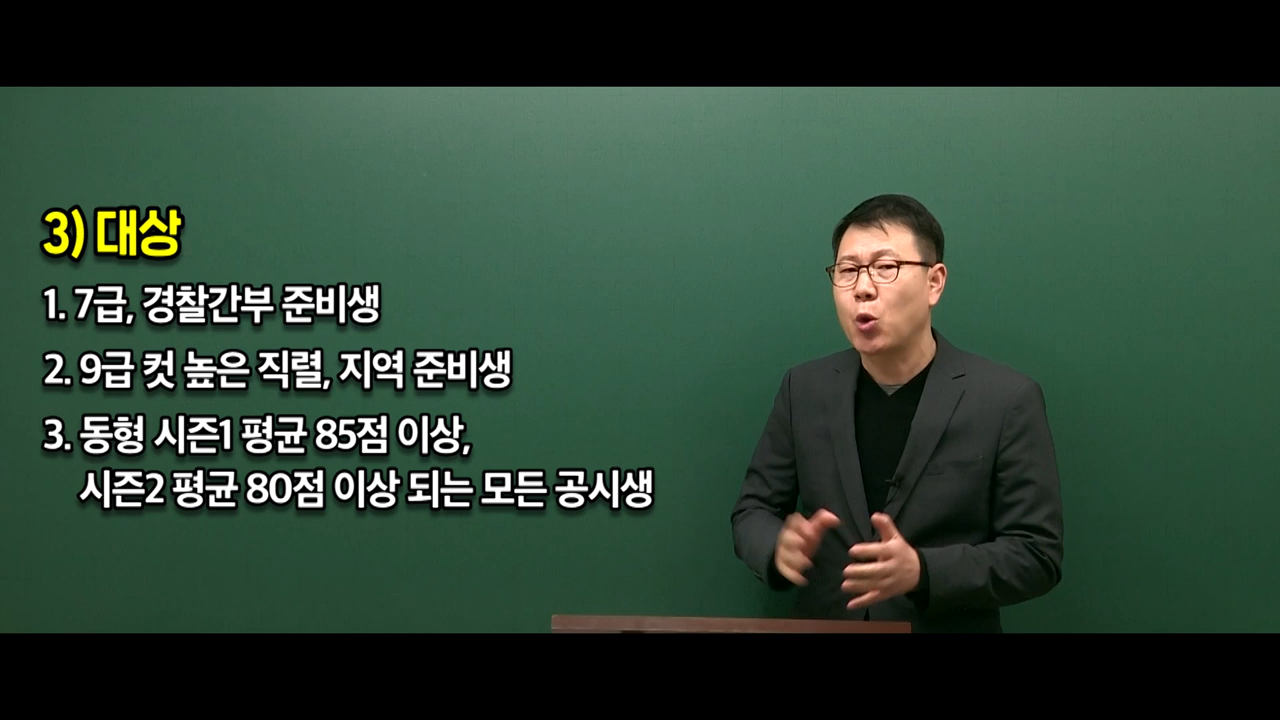 3) 대상
1. 7급, 경찰간부 준비생
2. 9급 컷 높은 직렬, 지역 준비생
3. 동형 시즌1 평균 85점 이상,
시즌2 평균 80점 이상 되는 모든 공시생